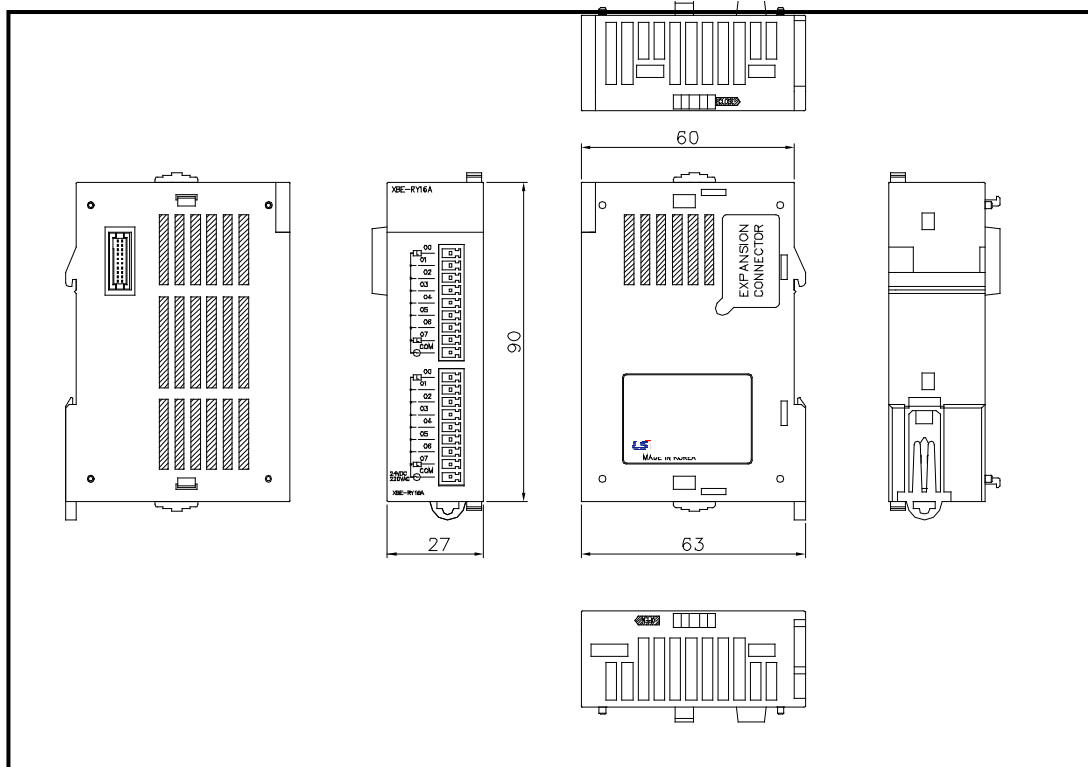 60
XBE-RY16A
00
01
02
03
04
05
06
07
COM
00
01
02
03
04
05
06
07
COM
24VDC
220VAC
XBE-RY16A
27
90
EXPANSION
CONNECTOR
LS
MADE IN KOREA
63